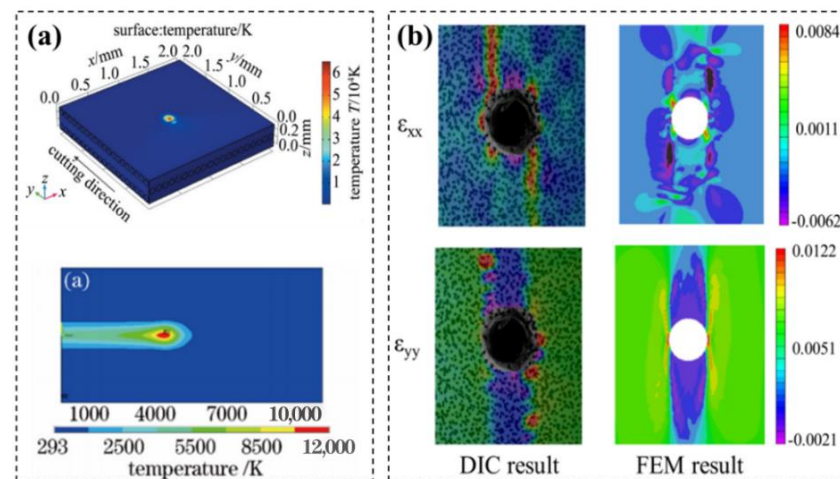 (a)
surface:temperature/K
x/mm
y/mm
0.0
0.5
1.0
1.5
2.0
2.0
1.5
1.0
0.5
0.0
0.2
0.0
z/mm
cutting direction
y z x
6
5
4
3
2
1
temperature T/10⁴K
(a)
1000 4000 7000 10,000
293 2500 5500 8500 12,000
temperature /K
(b)
εxx
0.0084
0.0011
-0.0062
εyy
0.0122
0.0051
-0.0021
DIC result FEM result